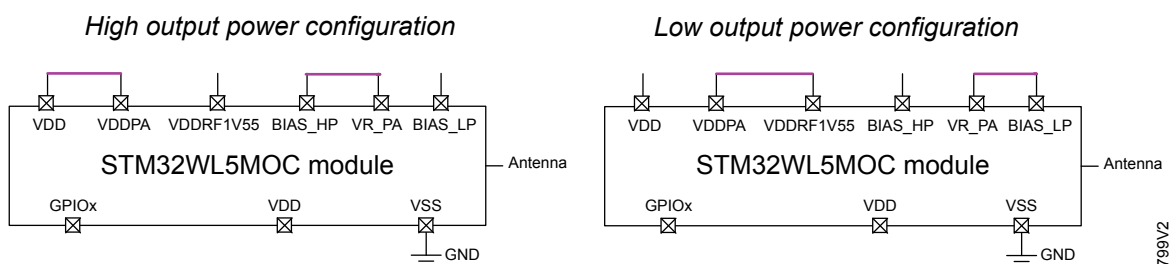 High output power configuration
VDD VDDPA VDDRF1V55 BIAS_HP VR_PA BIAS_LP
STM32WL5MOC module
Antenna
GPIOx VDD VSS
GND
Low output power configuration
VDD VDDPA VDDRF1V55 BIAS_HP VR_PA BIAS_LP
STM32WL5MOC module
Antenna
GPIOx VDD VSS
GND
799V2